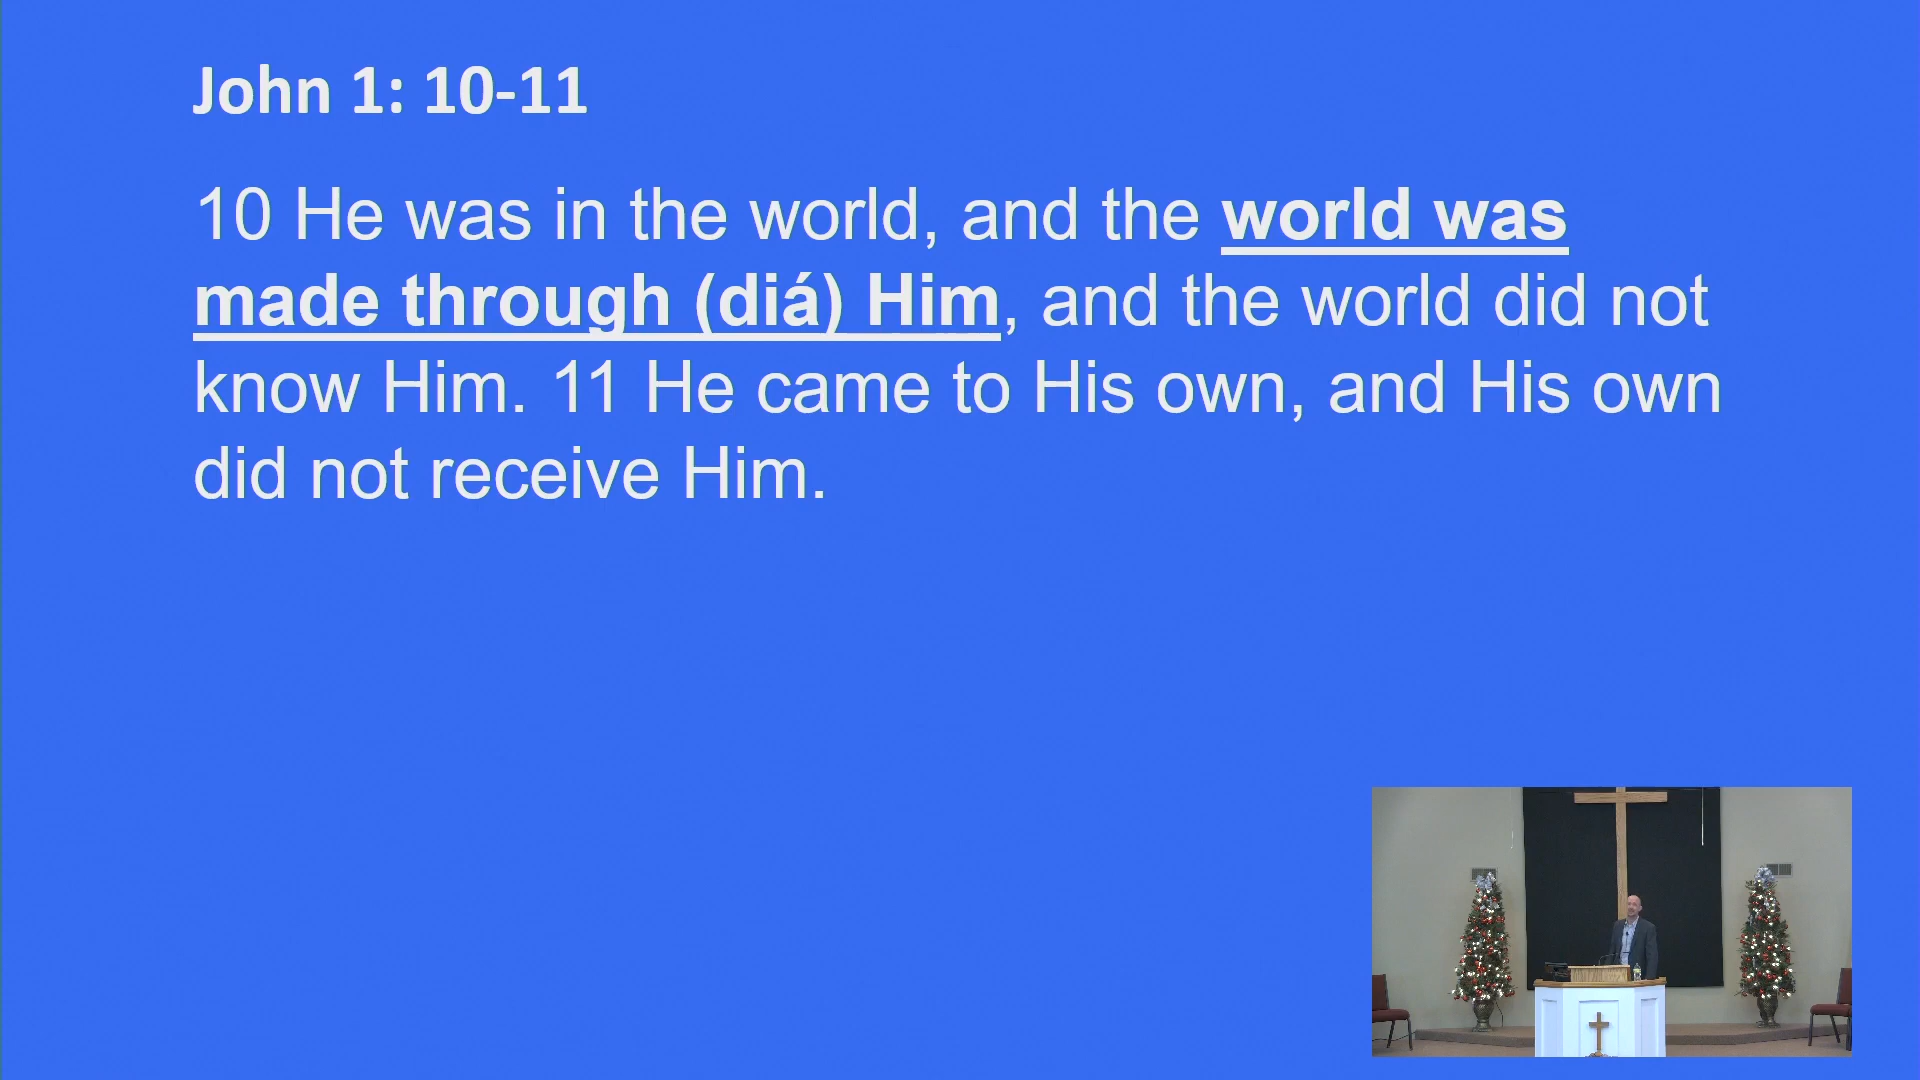 John 1: 10-11
10 He was in the world, and the world was
made through (diá) Him, and the world did not
know Him. 11 He came to His own, and His own
did not receive Him.